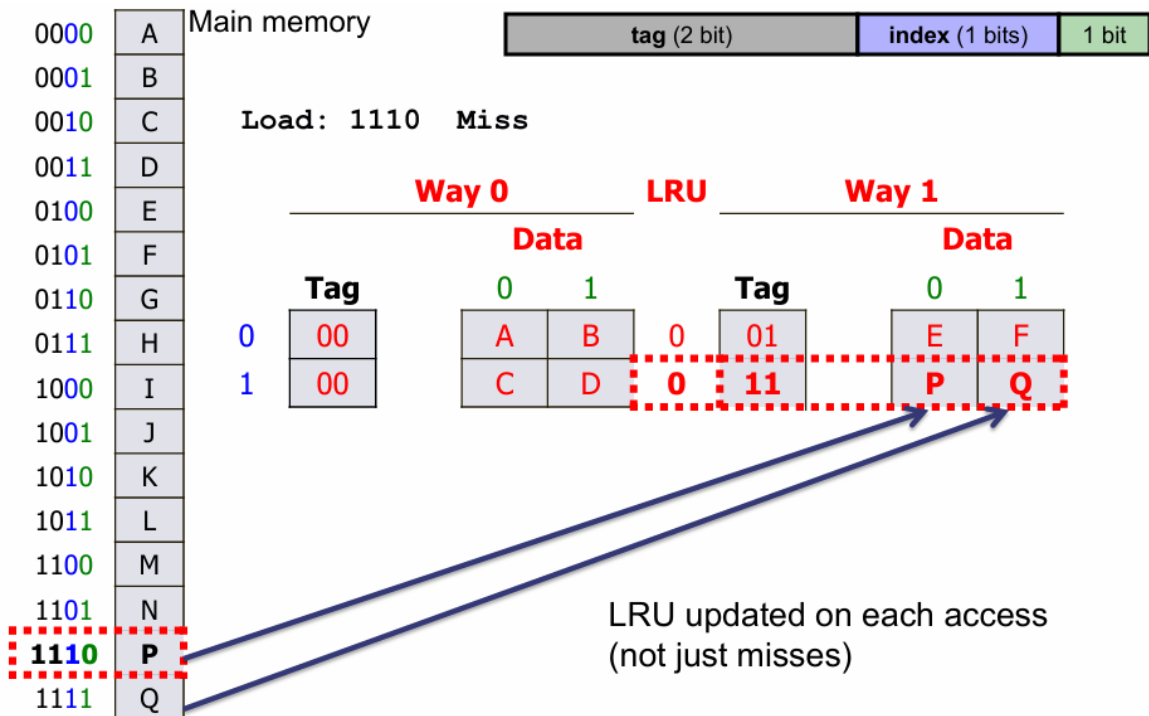 Main memory
tag (2 bit) index (1 bits) 1 bit
0000 A
0001 B
0010 C
0011 D
0100 E
0101 F
0110 G
0111 H
1000 I
1001 J
1010 K
1011 L
1100 M
1101 N
1110 P
1111 Q
Load: 1110 Miss
Way 0 LRU Way 1
Data Data
Tag 0 1 Tag 0 1
0 00 A B 0 01 E F
1 00 C D 0 11 P Q
LRU updated on each access
(not just misses)